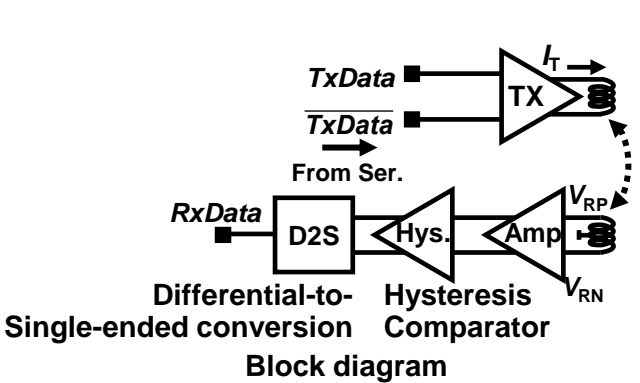 I_T
TxData
TX
TxData
From Ser.
RxData
V_RP
D2S
Hys.
Amp
V_RN
Differential-to-Single-ended conversion
Hysteresis Comparator
Block diagram